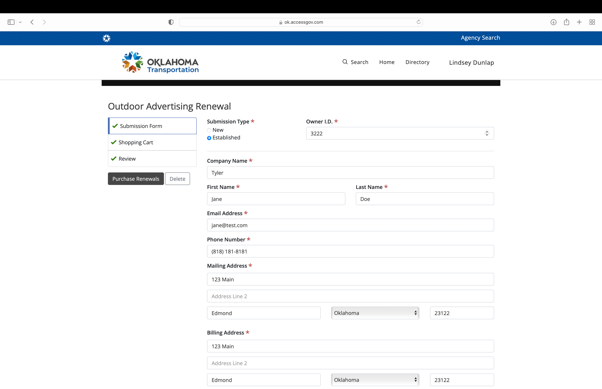 ok.accessgov.com
Agency Search
OKLAHOMA
Transportation
Search
Home
Directory
Lindsey Dunlap
Outdoor Advertising Renewal
Submission Form
Shopping Cart
Review
Purchase Renewals
Delete
Submission Type *
New
Established
Owner I.D. *
3222
Company Name *
Tyler
First Name *
Last Name *
Jane
Doe
Email Address *
jane@test.com
Phone Number *
(818) 181-8181
Mailing Address *
123 Main
Address Line 2
Edmond
Oklahoma
23122
Billing Address *
123 Main
Address Line 2
Edmond
Oklahoma
23122